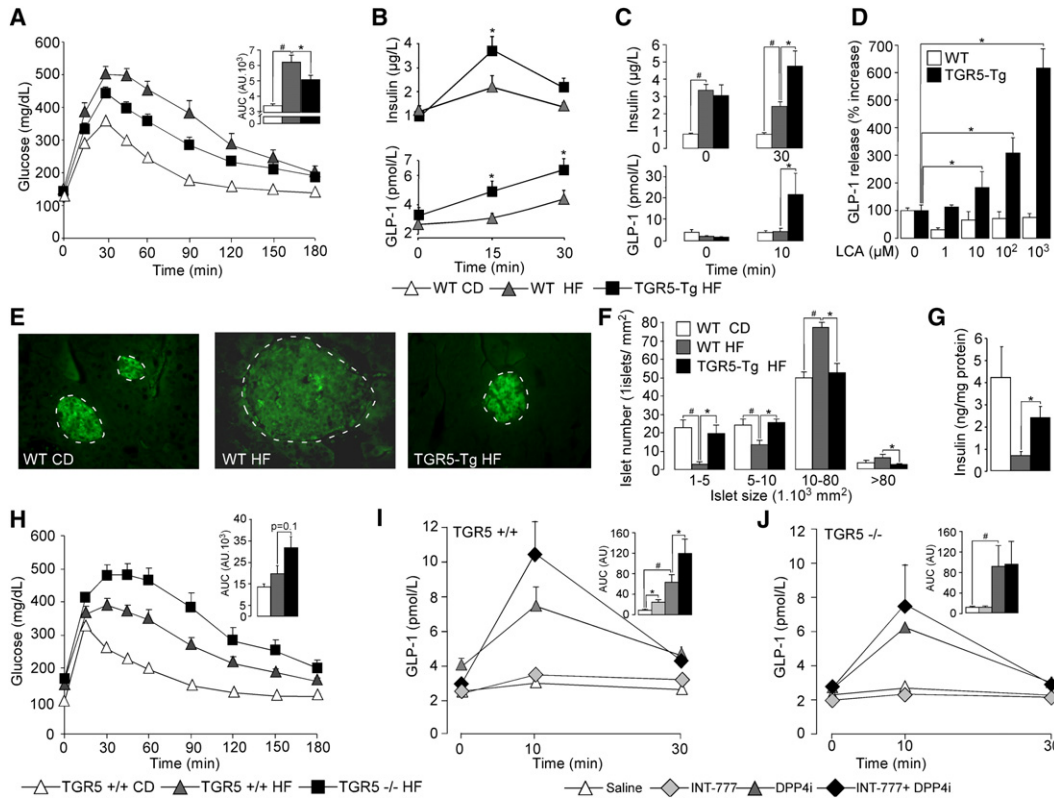 A
Glucose (mg/dL)
600
500
400
300
200
100
0
0 30 60 90 120 150 180
Time (min)
AUC (AU.10³)
7
6
5
4
3
0
# *
B
Insulin (µg/L)
4
2
1
*
GLP-1 (pmol/L)
6
4
2
* *
0 15 30
Time (min)
C
Insulin (µg/L)
6
5
4
3
2
1
0
# # *
0 30
GLP-1 (pmol/L)
40
30
20
10
0
*
0 10
Time (min)
D
GLP-1 release (% increase)
700
600
500
400
300
200
100
0
WT
TGR5-Tg
* * *
LCA (µM) 0 1 10 10² 10³
WT CD WT HF TGR5-Tg HF
E
WT CD
WT HF
TGR5-Tg HF
F
Islet number (1islets/ mm²)
80
70
60
50
40
30
20
10
0
WT CD
WT HF
TGR5-Tg HF
# * # * # * *
1-5 5-10 10-80 >80
Islet size (1.10³ mm²)
G
Insulin (ng/mg protein)
6
5
4
3
2
1
0
*
H
Glucose (mg/dL)
600
500
400
300
200
100
0
0 30 60 90 120 150 180
Time (min)
AUC (AU.10³)
45
35
25
15
0
p=0.1
TGR5 +/+ CD TGR5 +/+ HF TGR5 -/- HF
I
TGR5 +/+
GLP-1 (pmol/L)
12
10
8
6
4
2
0
0 10 30
Time (min)
AUC (AU)
160
120
80
40
0
* # *
J
TGR5 -/-
GLP-1 (pmol/L)
12
10
8
6
4
2
0
0 10 30
Time (min)
AUC (AU)
160
120
80
40
0
#
Saline INT-777 DPP4i INT-777+ DPP4i